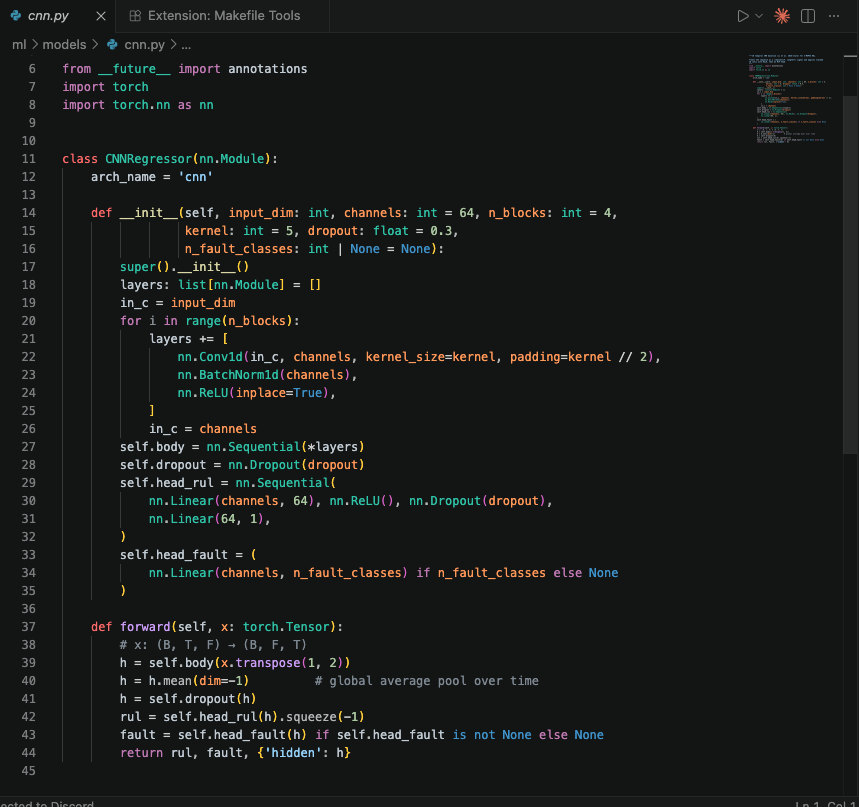 cnn.py × Extension: Makefile Tools
ml > models > cnn.py > ...
6 from __future__ import annotations
7 import torch
8 import torch.nn as nn
9
10
11 class CNNRegressor(nn.Module):
12     arch_name = 'cnn'
13
14     def __init__(self, input_dim: int, channels: int = 64, n_blocks: int = 4,
15                  kernel: int = 5, dropout: float = 0.3,
16                  n_fault_classes: int | None = None):
17         super().__init__()
18         layers: list[nn.Module] = []
19         in_c = input_dim
20         for i in range(n_blocks):
21             layers += [
22                 nn.Conv1d(in_c, channels, kernel_size=kernel, padding=kernel // 2),
23                 nn.BatchNorm1d(channels),
24                 nn.ReLU(inplace=True),
25             ]
26             in_c = channels
27         self.body = nn.Sequential(*layers)
28         self.dropout = nn.Dropout(dropout)
29         self.head_rul = nn.Sequential(
30             nn.Linear(channels, 64), nn.ReLU(), nn.Dropout(dropout),
31             nn.Linear(64, 1),
32         )
33         self.head_fault = (
34             nn.Linear(channels, n_fault_classes) if n_fault_classes else None
35         )
36
37     def forward(self, x: torch.Tensor):
38         # x: (B, T, F) → (B, F, T)
39         h = self.body(x.transpose(1, 2))
40         h = h.mean(dim=-1)         # global average pool over time
41         h = self.dropout(h)
42         rul = self.head_rul(h).squeeze(-1)
43         fault = self.head_fault(h) if self.head_fault is not None else None
44         return rul, fault, {'hidden': h}
45
ected to Discord Ln 1, Col 1